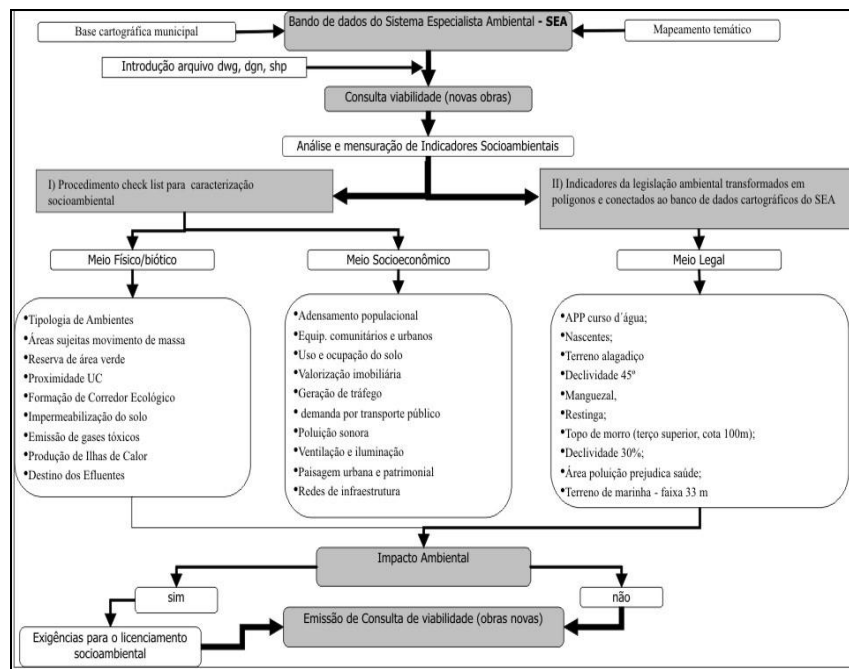 Bando de dados do Sistema Especialista Ambiental - SEA
Base cartográfica municipal
Mapeamento temático
Introdução arquivo dwg, dgn, shp
Consulta viabilidade (novas obras)
Análise e mensuração de Indicadores Socioambientais
I) Procedimento check list para caracterização
socioambiental
II) Indicadores da legislação ambiental transformados em
polígonos e conectados ao banco de dados cartográficos do SEA
Meio Físico/biótico
Meio Socioeconômico
Meio Legal
•Tipologia de Ambientes
•Áreas sujeitas movimento de massa
•Reserva de área verde
•Proximidade UC
•Formação de Corredor Ecológico
•Impermeabilização do solo
•Emissão de gases tóxicos
•Produção de Ilhas de Calor
•Destino dos Efluentes
•Adensamento populacional
•Equip. comunitários e urbanos
•Uso e ocupação do solo
•Valorização imobiliária
•Geração de tráfego
• demanda por transporte público
•Poluição sonora
•Ventilação e iluminação
•Paisagem urbana e patrimonial
•Redes de infraestrutura
•APP curso d´água;
•Nascentes;
•Terreno alagadiço
•Declividade 45º
•Manguezal,
•Restinga;
•Topo de morro (terço superior, cota 100m);
•Declividade 30%;
•Área poluição prejudica saúde;
•Terreno de marinha - faixa 33 m
Impacto Ambiental
sim
não
Exigências para o licenciamento
socioambiental
Emissão de Consulta de viabilidade (obras novas)